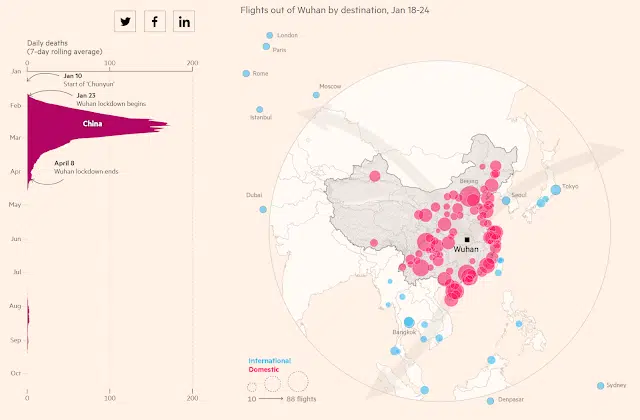 Flights out of Wuhan by destination, Jan 18-24
Daily deaths
(7-day rolling average)
0
100
200
Jan
Feb
Mar
Apr
May
Jun
Jul
Aug
Sep
Oct
0
100
200
Jan 10
Start of 'Chunyun'
Jan 23
Wuhan lockdown begins
China
April 8
Wuhan lockdown ends
London
Paris
Rome
Moscow
Istanbul
Dubai
Beijing
Seoul
Tokyo
Wuhan
Bangkok
Sydney
Denpasar
International
Domestic
10 → 88 flights